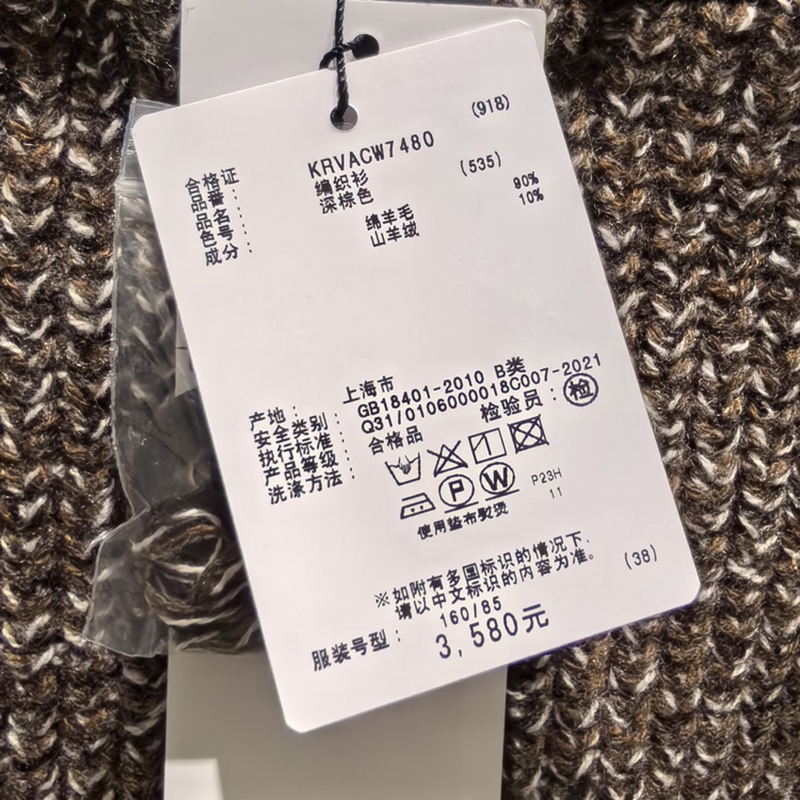 (918)
合格证
品番： KRVACW7480
品名： 编织衫 (535)
色号： 深棕色
成分： 绵羊毛 90%
山羊绒 10%
产地： 上海市
安全类别： GB18401-2010 B类
执行标准： Q31/0106000018C007-2021
产品等级： 合格品 检验员： 检
洗涤方法：
P
W
P23H
11
使用垫布熨烫
※如附有多国标识的情况下、
请以中文标识的内容为准。
(38)
服装号型： 160/85
3,580元